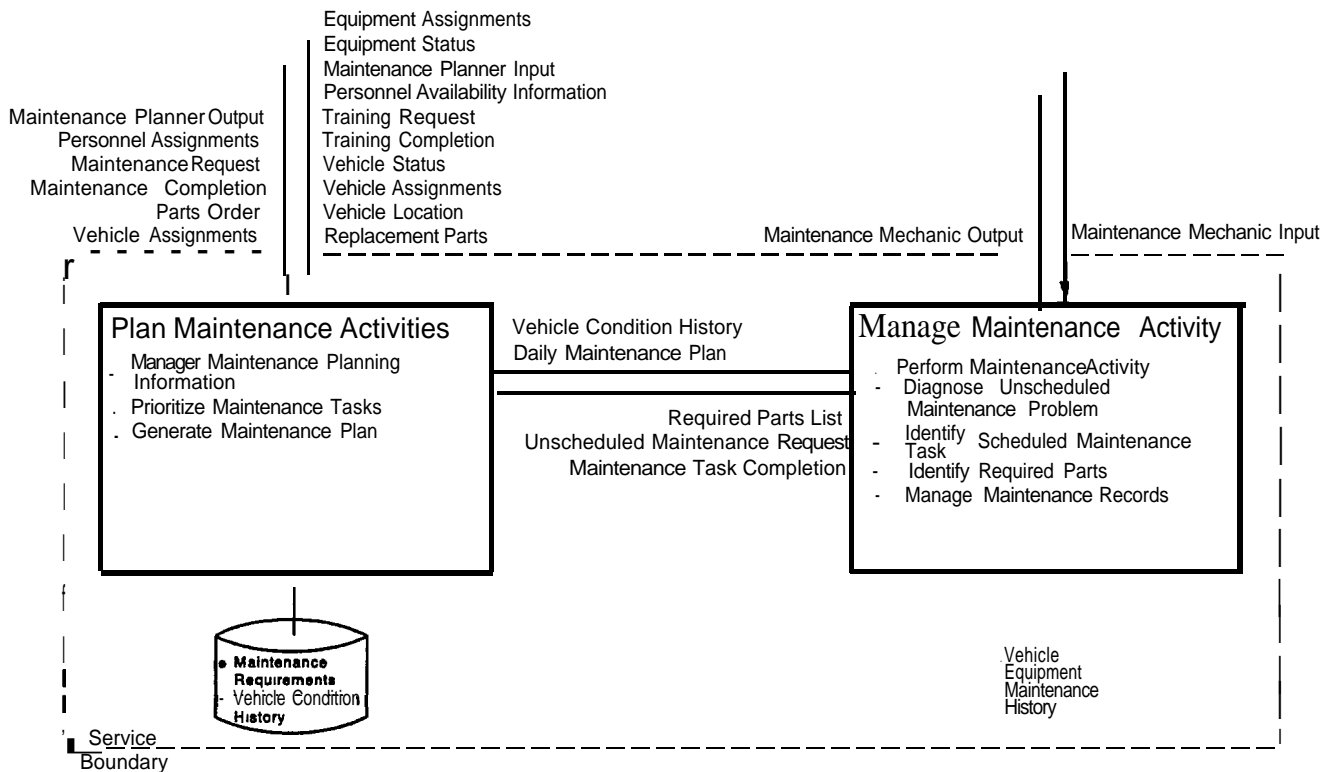 Equipment Assignments
Equipment Status
Maintenance Planner Input
Personnel Availability Information
Training Request
Training Completion
Vehicle Status
Vehicle Assignments
Vehicle Location
Replacement Parts
Maintenance Planner Output
Personnel Assignments
Maintenance Request
Maintenance Completion
Parts Order
Vehicle Assignments
Maintenance Mechanic Output
Maintenance Mechanic Input
Plan Maintenance Activities
- Manager Maintenance Planning
Information
. Prioritize Maintenance Tasks
. Generate Maintenance Plan
Vehicle Condition History
Daily Maintenance Plan
Required Parts List
Unscheduled Maintenance Request
Maintenance Task Completion
Manage Maintenance Activity
. Perform MaintenanceActivity
- Diagnose Unscheduled
Maintenance Problem
- Identify Scheduled Maintenance
Task
- Identify Required Parts
- Manage Maintenance Records
• Maintenance
Requirements
- Vehicle Condition
History
Vehicle
Equipment
Maintenance
History
Service
Boundary